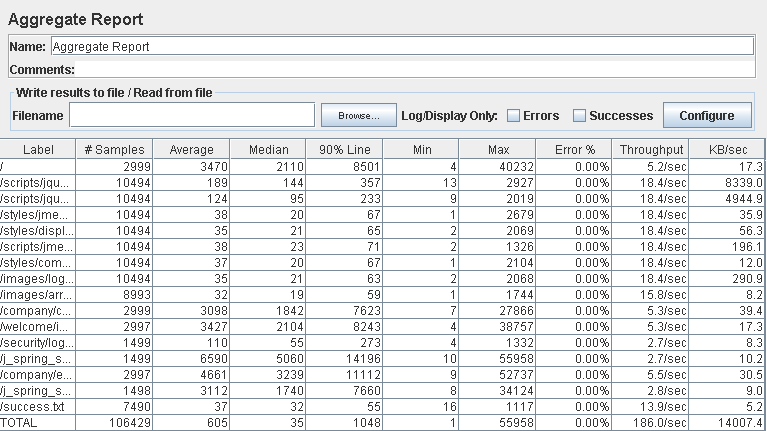 Aggregate Report
Name: Aggregate Report
Comments:
Write results to file / Read from file
Filename Browse... Log/Display Only: Errors Successes Configure
Label # Samples Average Median 90% Line Min Max Error % Throughput KB/sec
/ 2999 3470 2110 8501 4 40232 0.00% 5.2/sec 17.3
/scripts/jqu... 10494 189 144 357 13 2927 0.00% 18.4/sec 8339.0
/scripts/jqu... 10494 124 95 233 9 2019 0.00% 18.4/sec 4944.9
/styles/jme... 10494 38 20 67 1 2679 0.00% 18.4/sec 35.9
/styles/displ... 10494 35 21 65 2 2069 0.00% 18.4/sec 56.3
/scripts/jme... 10494 38 23 71 2 1326 0.00% 18.4/sec 196.1
/styles/com... 10494 37 20 67 1 2104 0.00% 18.4/sec 12.0
/images/log... 10494 35 21 63 2 2068 0.00% 18.4/sec 290.9
/images/arr... 8993 32 19 59 1 1744 0.00% 15.8/sec 8.2
/company/c... 2999 3098 1842 7623 7 27866 0.00% 5.3/sec 39.4
/welcome/i... 2997 3427 2104 8243 4 38757 0.00% 5.3/sec 17.3
/security/log... 1499 110 55 273 4 1332 0.00% 2.7/sec 8.3
/j_spring_s... 1499 6590 5060 14196 10 55958 0.00% 2.7/sec 10.2
/company/e... 2997 4661 3239 11112 9 52737 0.00% 5.5/sec 30.5
/j_spring_s... 1498 3112 1740 7660 8 34124 0.00% 2.8/sec 9.0
/success.txt 7490 37 32 55 16 1117 0.00% 13.9/sec 5.2
TOTAL 106429 605 35 1048 1 55958 0.00% 186.0/sec 14007.4